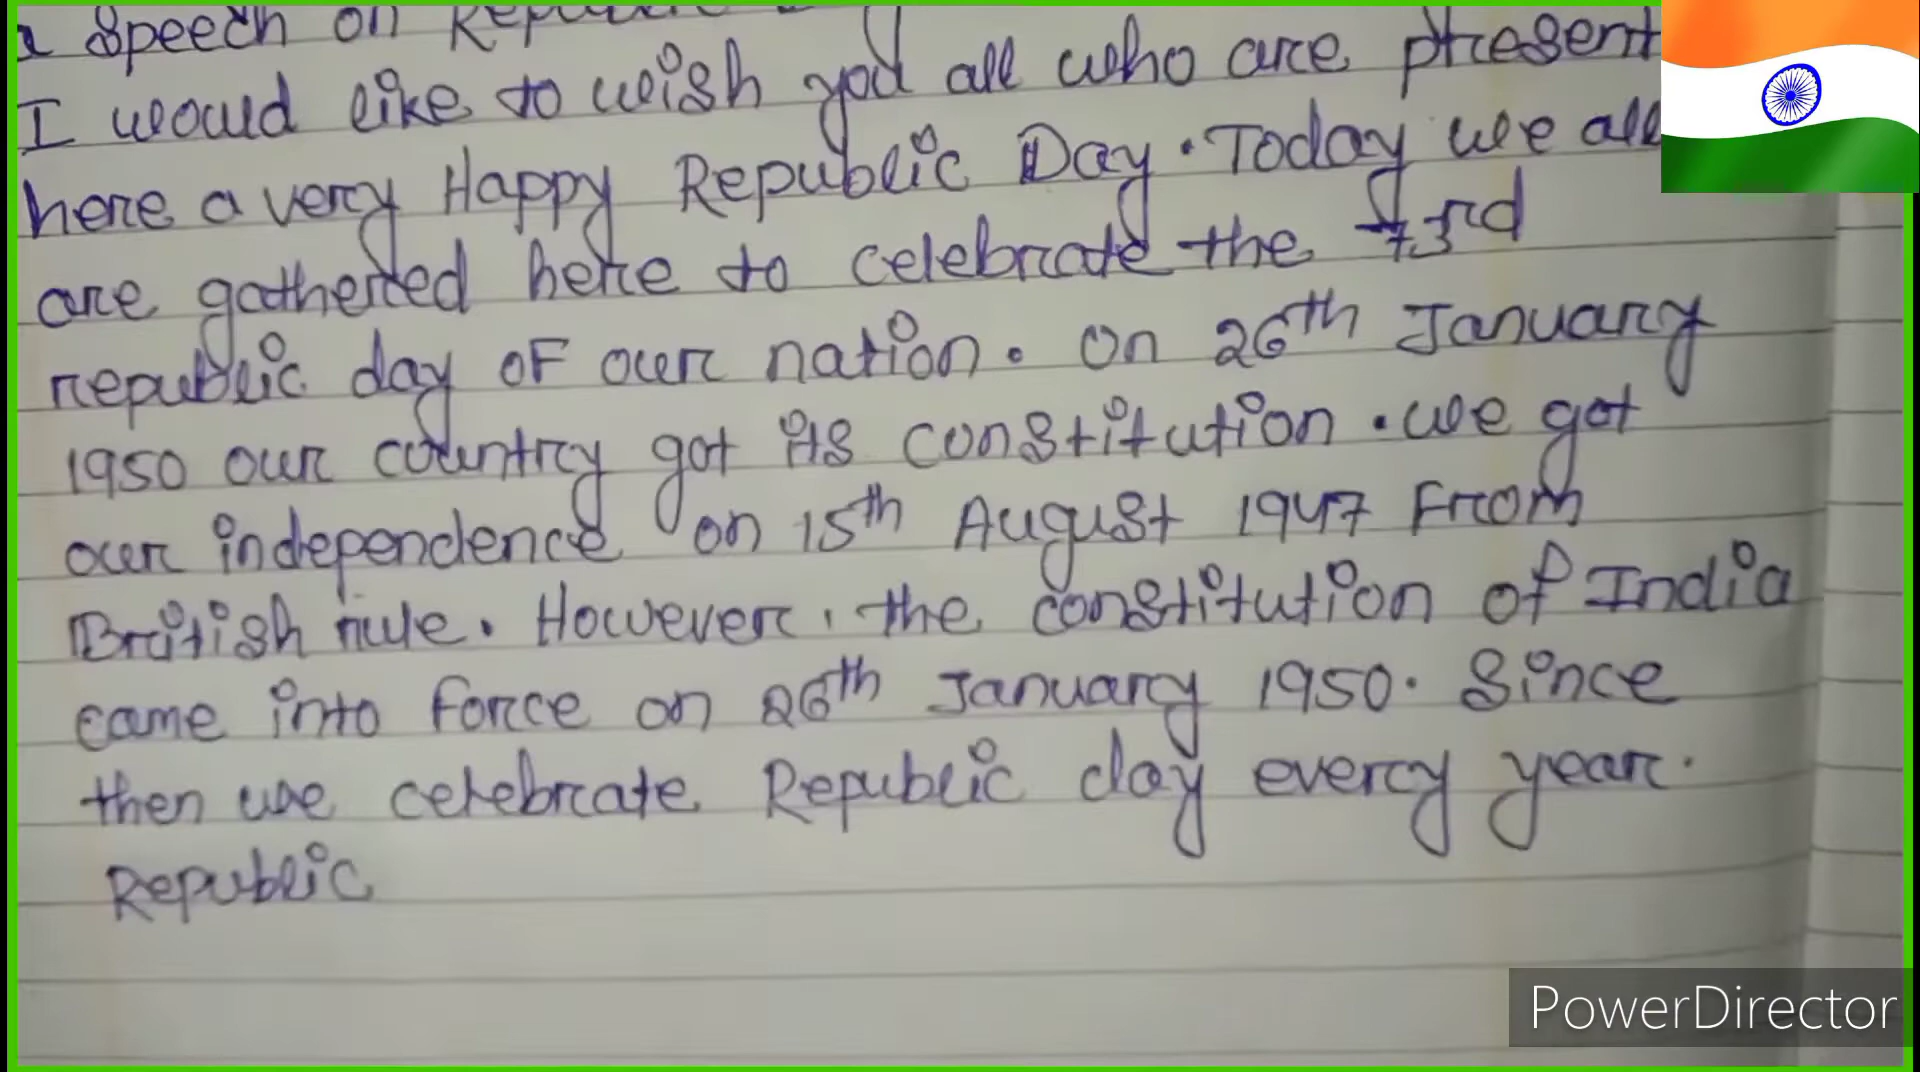 a speech on Republic
I would like to wish you all who are present
here a very Happy Republic Day. Today we all
are gathered here to celebrate the 73rd
republic day of our nation. On 26th January
1950 our country got its constitution. we got
our independence on 15th August 1947 From
British rule. However, the constitution of India
came into force on 26th January 1950. Since
then we celebrate Republic day every year.
Republic
PowerDirector